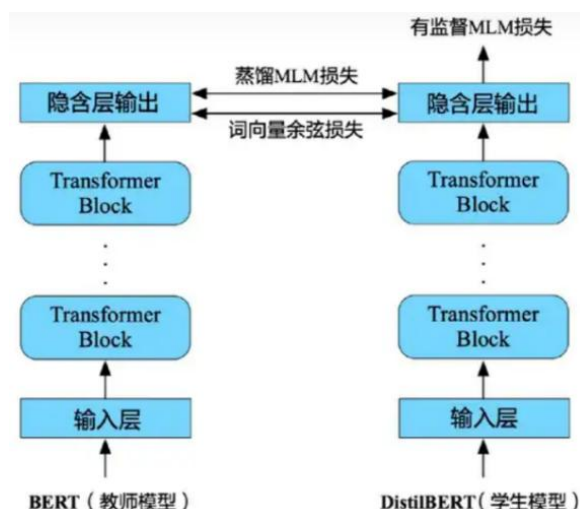 有监督MLM损失
蒸馏MLM损失
隐含层输出
隐含层输出
词向量余弦损失
Transformer
Block
Transformer
Block
Transformer
Block
Transformer
Block
输入层
输入层
BERT（教师模型）
DistilBERT（学生模型）